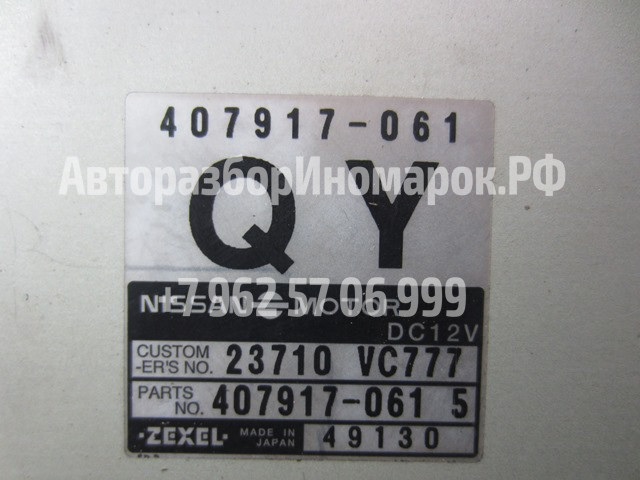 407917-061
АвторазборИномарок.РФ
QY
+7 962 57 06 999
NISSAN MOTOR
DC12V
CUSTOM
-ER'S NO. 23710 VC777
PARTS
NO. 407917-061 5
·ZEXEL· MADE IN JAPAN 49130